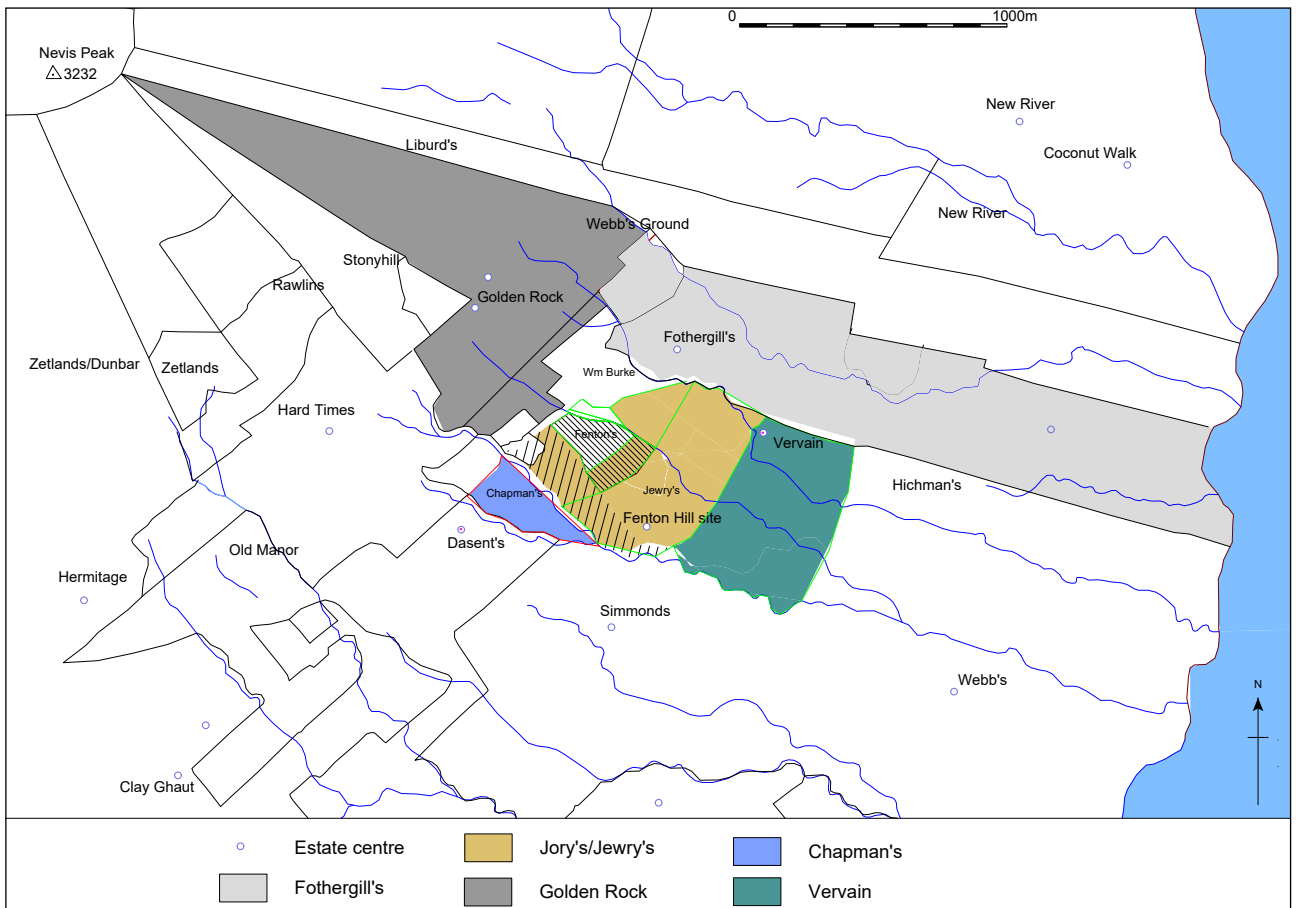 0
1000m
Nevis Peak
3232
New River
Coconut Walk
Liburd's
New River
Webb's Ground
Stonyhill
Rawlins
Golden Rock
Fothergill's
Zetlands/Dunbar
Zetlands
Wm Burke
Hard Times
Fenton's
Vervain
Hichman's
Jewry's
Chapman's
Fenton Hill site
Dasent's
Old Manor
Hermitage
Simmonds
Webb's
N
Clay Ghaut
Estate centre
Jory's/Jewry's
Chapman's
Fothergill's
Golden Rock
Vervain